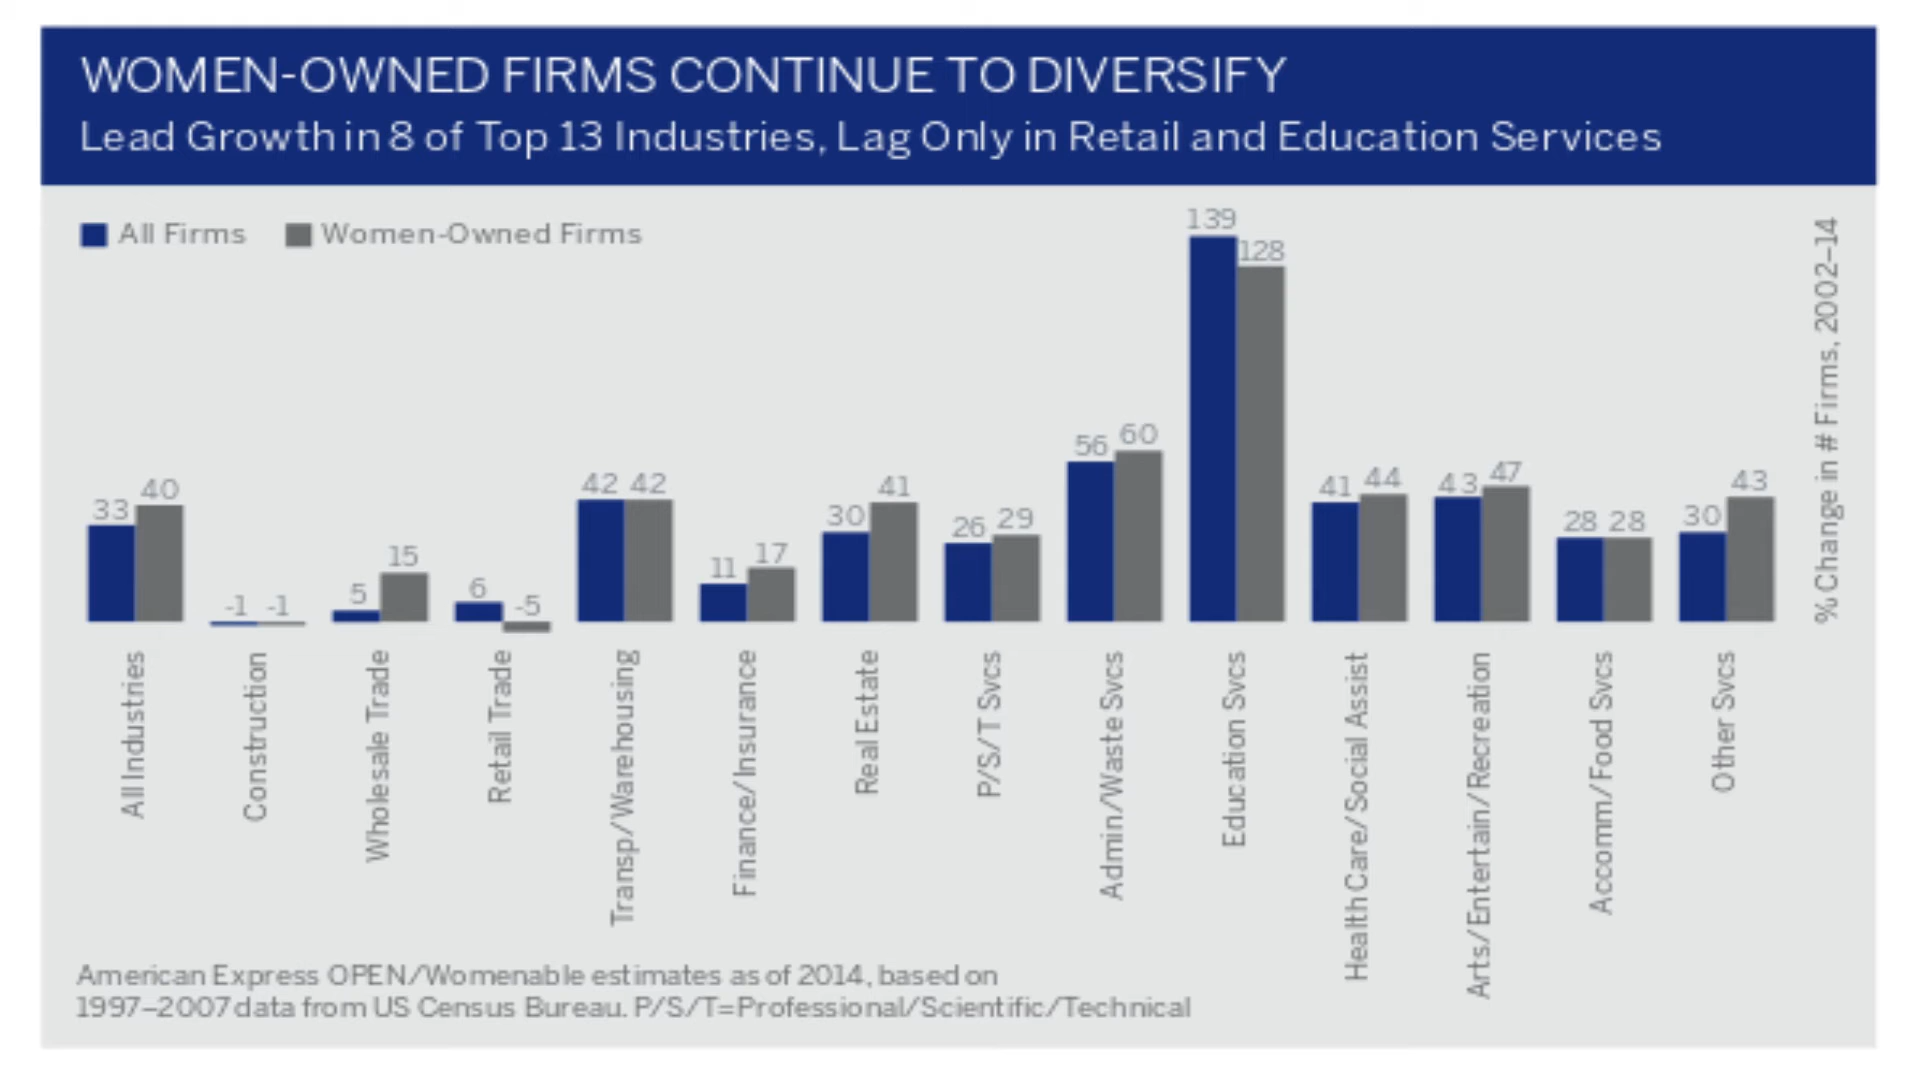 WOMEN-OWNED FIRMS CONTINUE TO DIVERSIFY
Lead Growth in 8 of Top 13 Industries, Lag Only in Retail and Education Services
All Firms
Women-Owned Firms
33 40
-1 -1
5 15
6 -5
42 42
11 17
30 41
26 29
56 60
139 128
41 44
43 47
28 28
30 43
% Change in # Firms, 2002–14
All Industries
Construction
Wholesale Trade
Retail Trade
Transp/Warehousing
Finance/Insurance
Real Estate
P/S/T Svcs
Admin/Waste Svcs
Education Svcs
Health Care/Social Assist
Arts/Entertain/Recreation
Accomm/Food Svcs
Other Svcs
American Express OPEN/Womenable estimates as of 2014, based on
1997–2007 data from US Census Bureau. P/S/T=Professional/Scientific/Technical